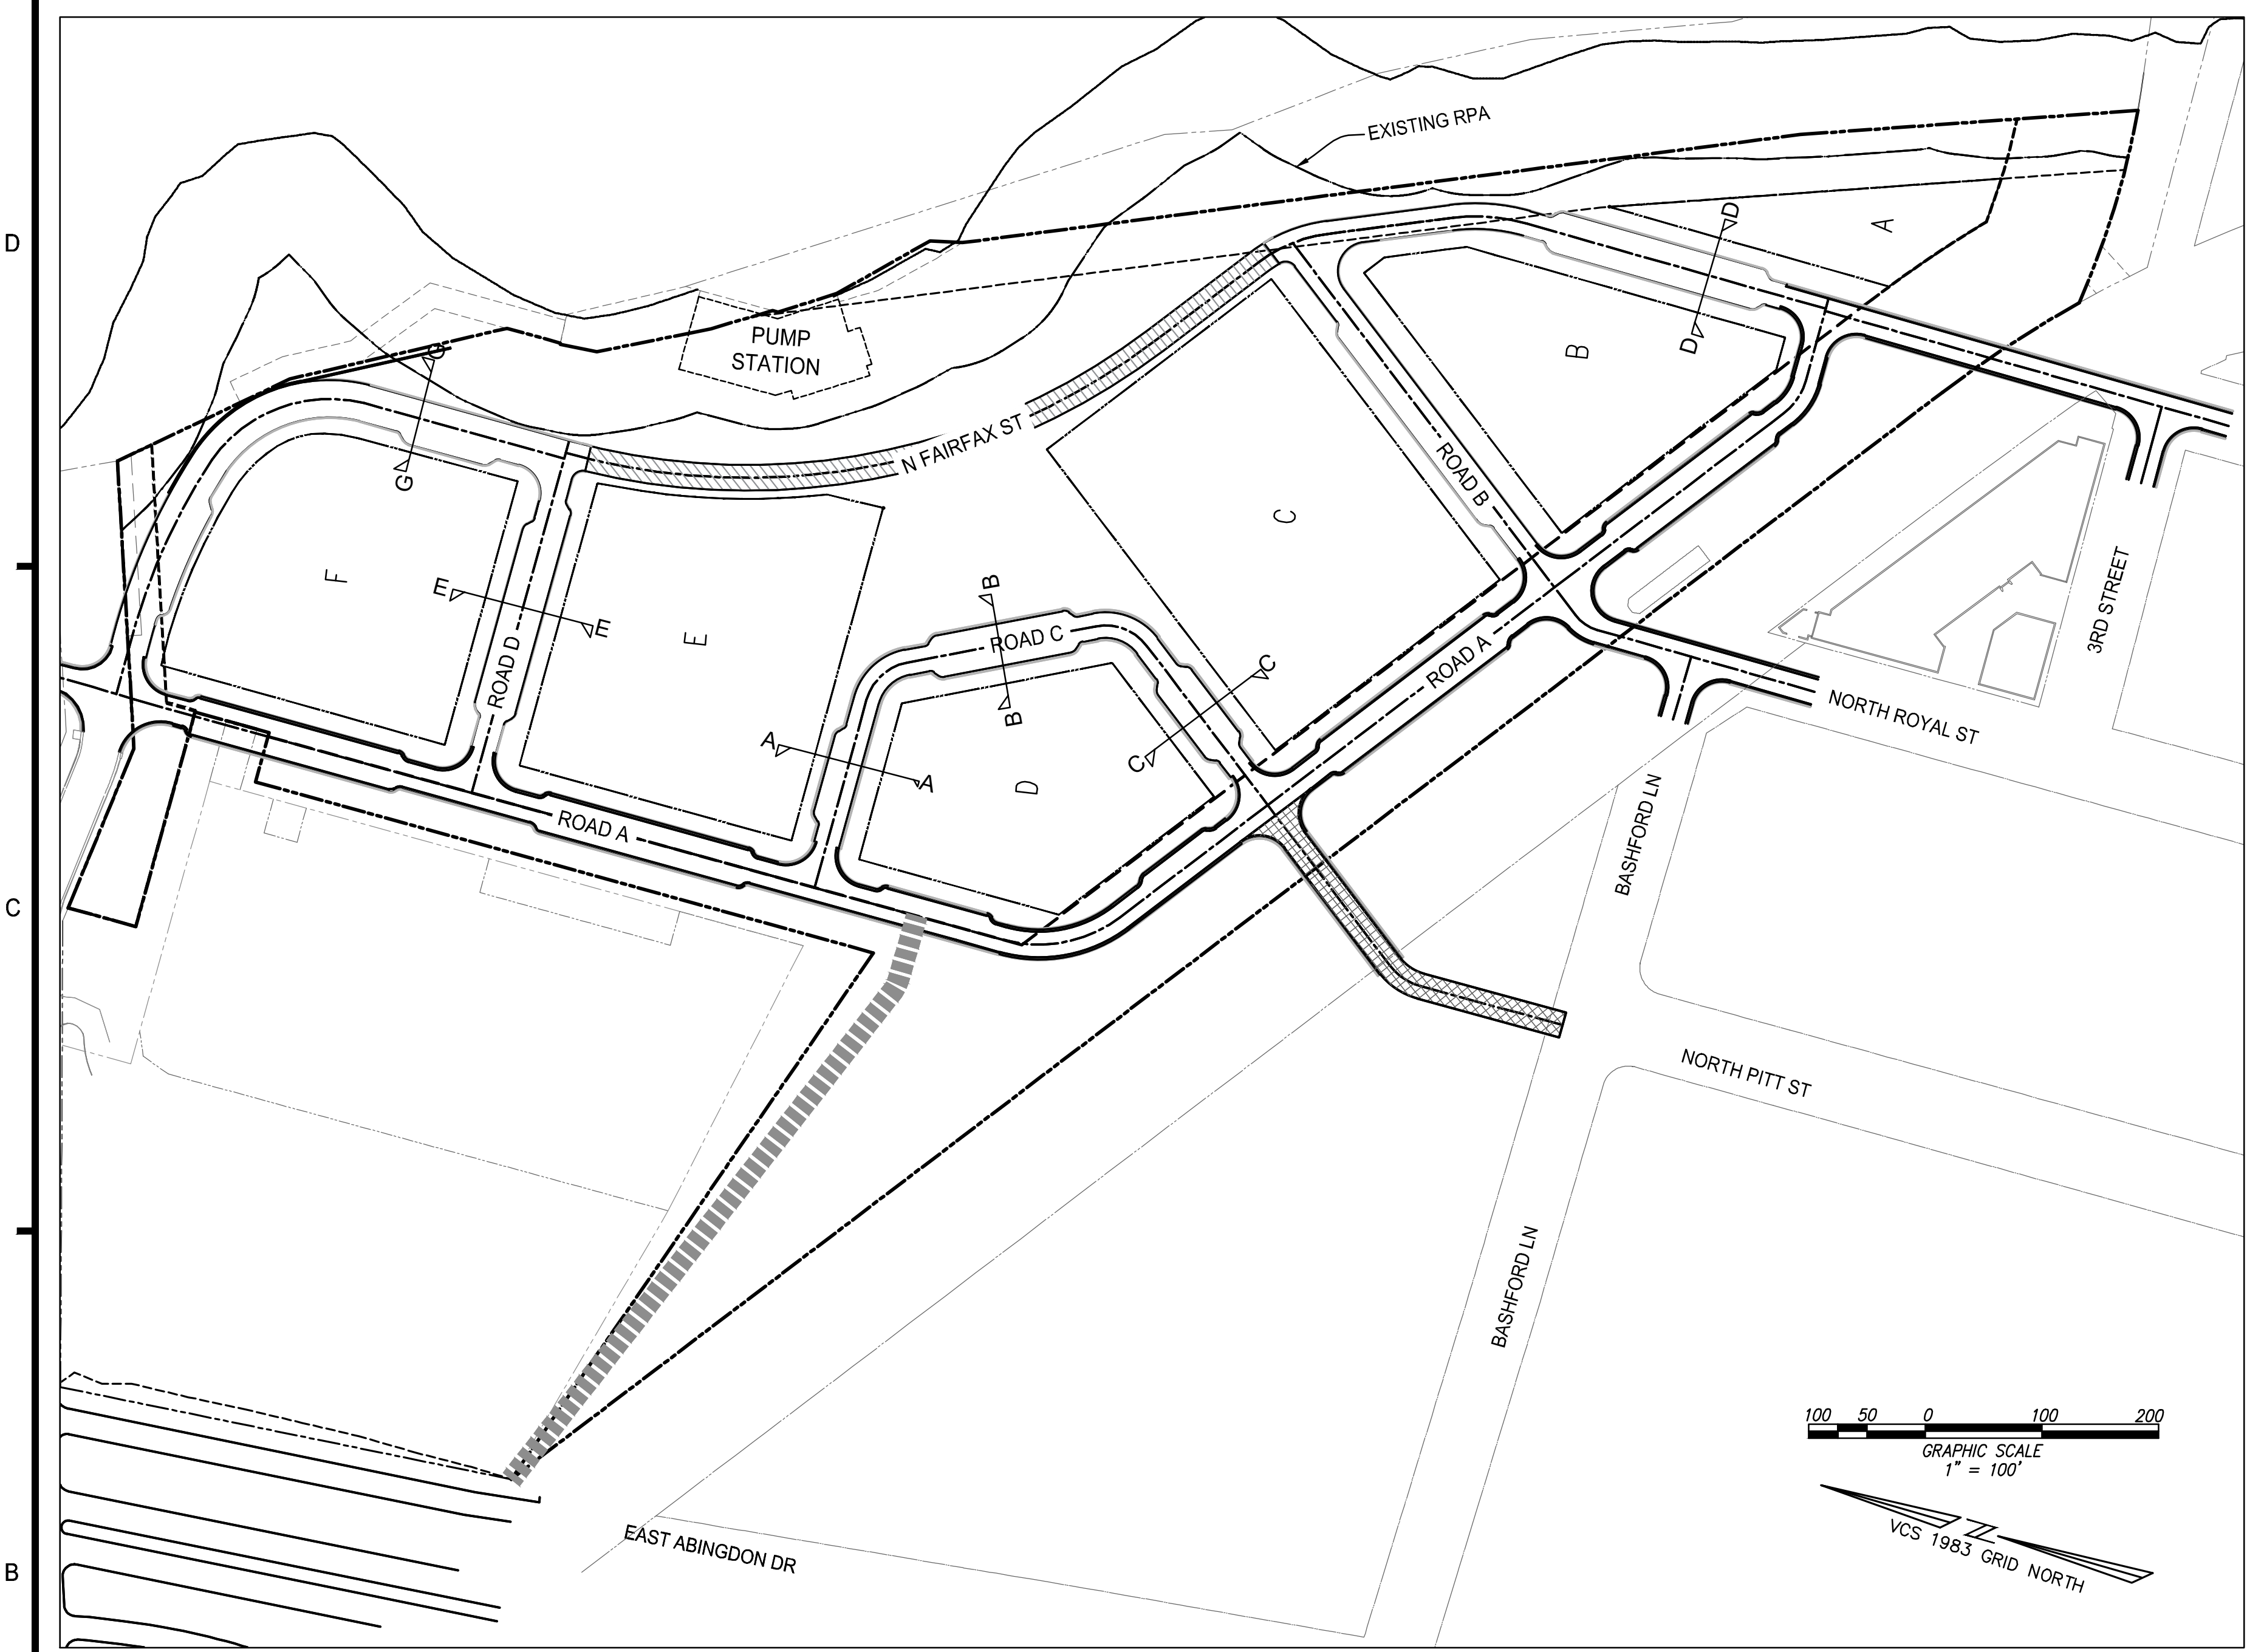 EXISTING RPA
D
D
A
PUMP
STATION
G
B
D
N FAIRFAX ST
G
ROAD B
C
F
E
E
E
B
ROAD C
3RD STREET
ROAD D
C
ROAD A
B
NORTH ROYAL ST
A
A
D
C
BASHFORD LN
ROAD A
C
NORTH PITT ST
BASHFORD LN
100 50 0 100 200
GRAPHIC SCALE
1" = 100'
VCS 1983 GRID NORTH
EAST ABINGDON DR
B